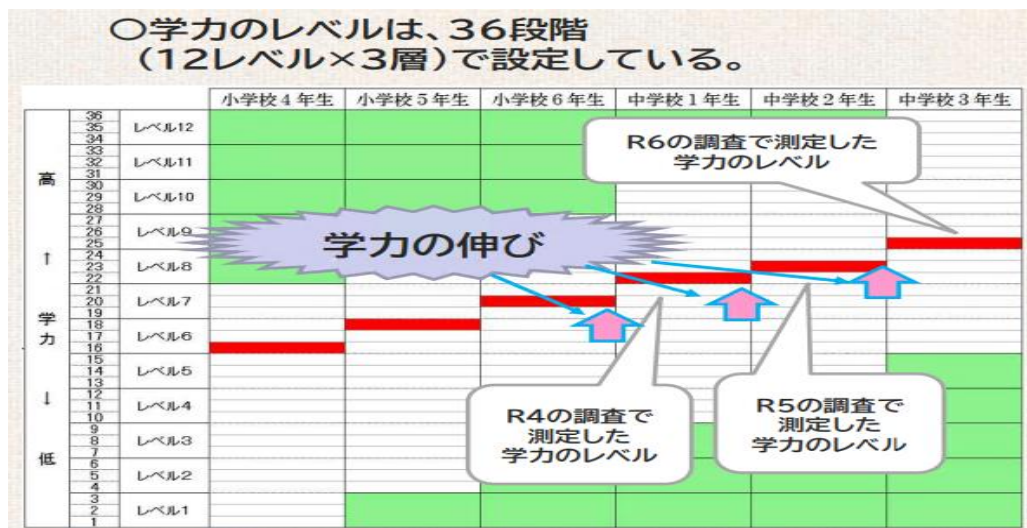 ○学力のレベルは、36段階
(12レベル×3層)で設定している。
小学校4年生 小学校5年生 小学校6年生 中学校1年生 中学校2年生 中学校3年生
高
↑
学
力
↓
低
36
35 レベル12
34
33
32 レベル11
31
30
29 レベル10
28
27
26 レベル9
25
24
23 レベル8
22
21
20 レベル7
19
18
17 レベル6
16
15
14 レベル5
13
12
11 レベル4
10
9
8 レベル3
7
6
5 レベル2
4
3
2 レベル1
1
学力の伸び
R6の調査で測定した
学力のレベル
R4の調査で
測定した
学力のレベル
R5の調査で
測定した
学力のレベル